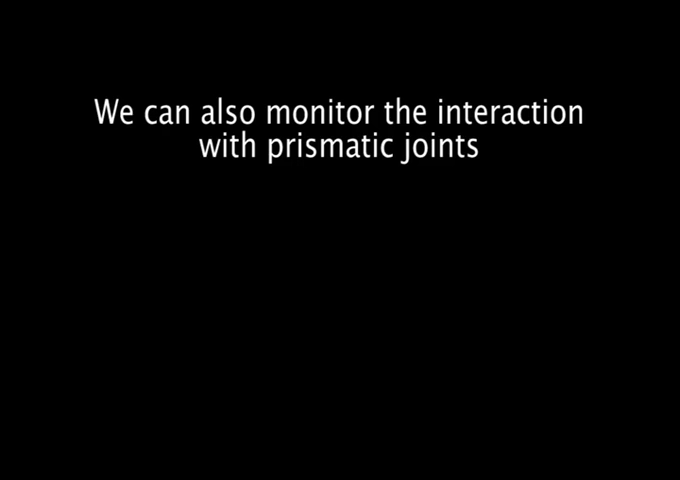 We can also monitor the interaction
with prismatic joints